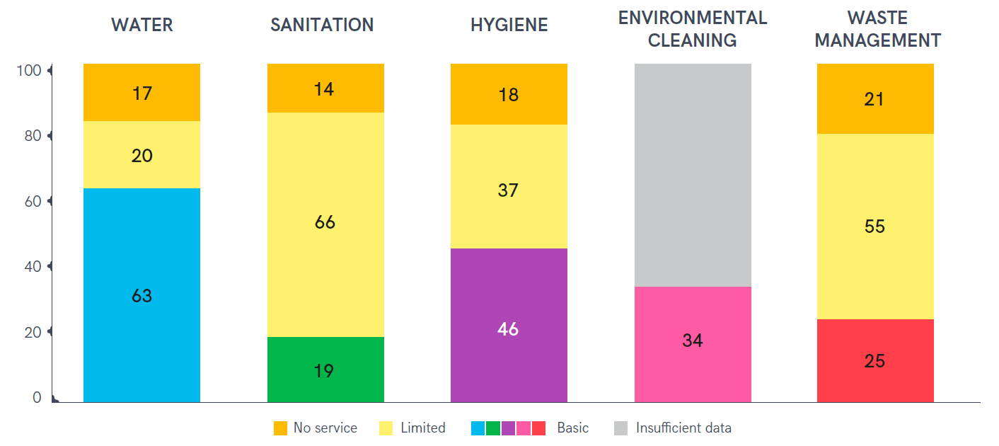 WATER
SANITATION
HYGIENE
ENVIRONMENTAL
CLEANING
WASTE
MANAGEMENT
100
80
60
40
20
0
17
20
63
14
66
19
18
37
46
34
21
55
25
No service
Limited
Basic
Insufficient data